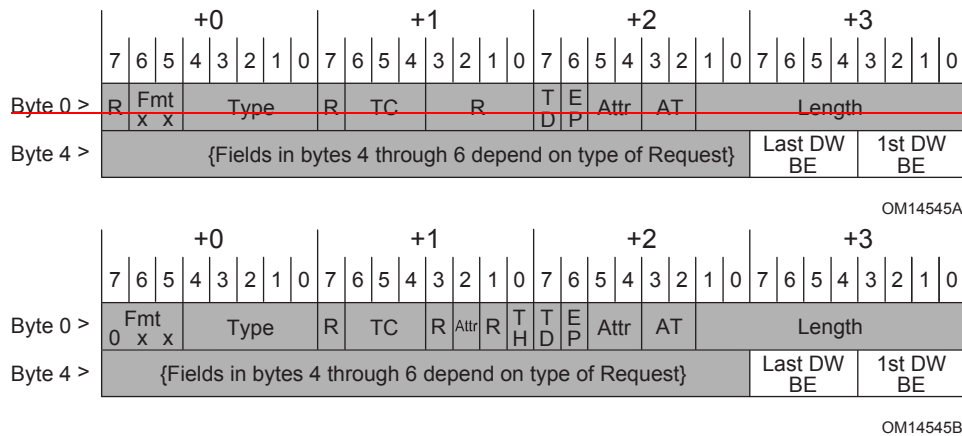 +0 +1 +2 +3
7 6 5 4 3 2 1 0 7 6 5 4 3 2 1 0 7 6 5 4 3 2 1 0 7 6 5 4 3 2 1 0
Byte 0 > R Fmt x x Type R TC R TD EP Attr AT Length
Byte 4 > {Fields in bytes 4 through 6 depend on type of Request} Last DW BE 1st DW BE
OM14545A
+0 +1 +2 +3
7 6 5 4 3 2 1 0 7 6 5 4 3 2 1 0 7 6 5 4 3 2 1 0 7 6 5 4 3 2 1 0
Byte 0 > Fmt 0 x x Type R TC R Attr R TH TD EP Attr AT Length
Byte 4 > {Fields in bytes 4 through 6 depend on type of Request} Last DW BE 1st DW BE
OM14545B